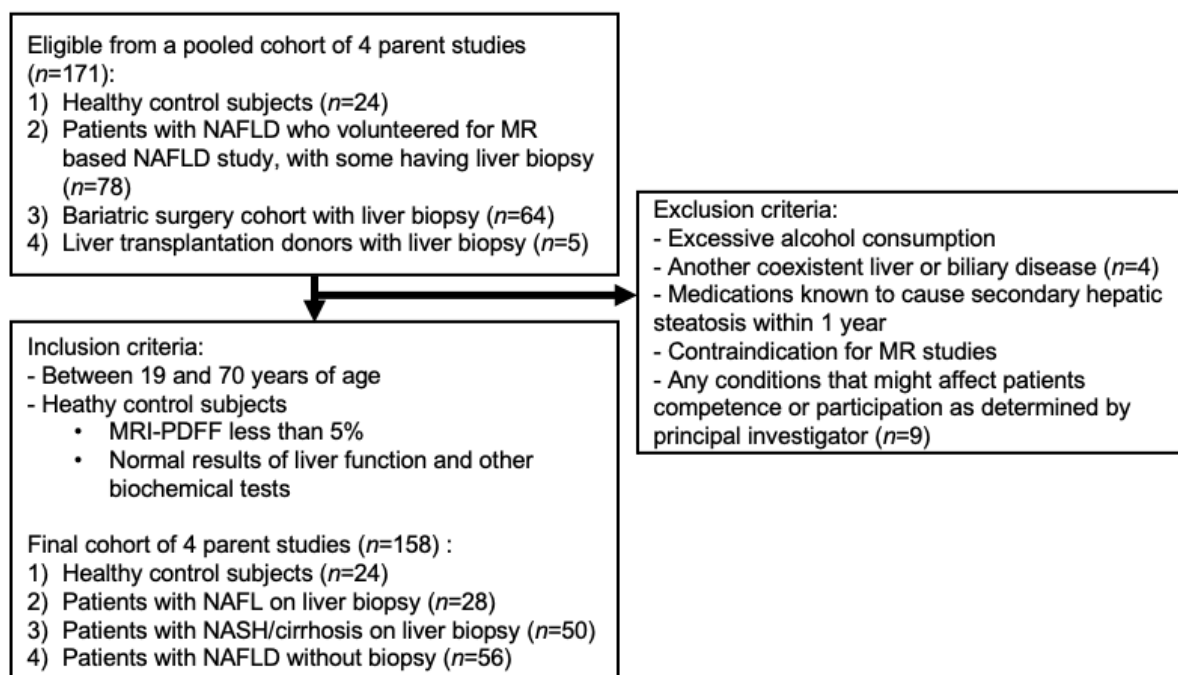 Eligible from a pooled cohort of 4 parent studies
(n=171):
1) Healthy control subjects (n=24)
2) Patients with NAFLD who volunteered for MR
based NAFLD study, with some having liver biopsy
(n=78)
3) Bariatric surgery cohort with liver biopsy (n=64)
4) Liver transplantation donors with liver biopsy (n=5)
Exclusion criteria:
- Excessive alcohol consumption
- Another coexistent liver or biliary disease (n=4)
- Medications known to cause secondary hepatic
steatosis within 1 year
- Contraindication for MR studies
- Any conditions that might affect patients
competence or participation as determined by
principal investigator (n=9)
Inclusion criteria:
- Between 19 and 70 years of age
- Heathy control subjects
• MRI-PDFF less than 5%
• Normal results of liver function and other
biochemical tests
Final cohort of 4 parent studies (n=158) :
1) Healthy control subjects (n=24)
2) Patients with NAFL on liver biopsy (n=28)
3) Patients with NASH/cirrhosis on liver biopsy (n=50)
4) Patients with NAFLD without biopsy (n=56)